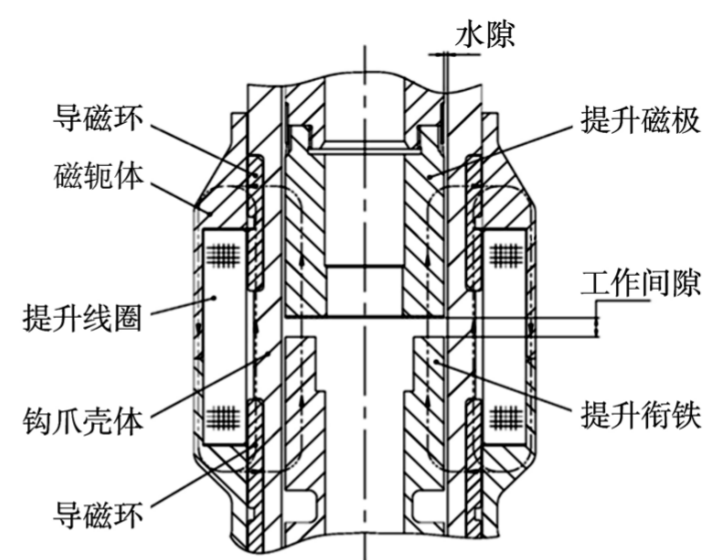 水隙
导磁环
提升磁极
磁轭体
工作间隙
提升线圈
钩爪壳体
提升衔铁
导磁环